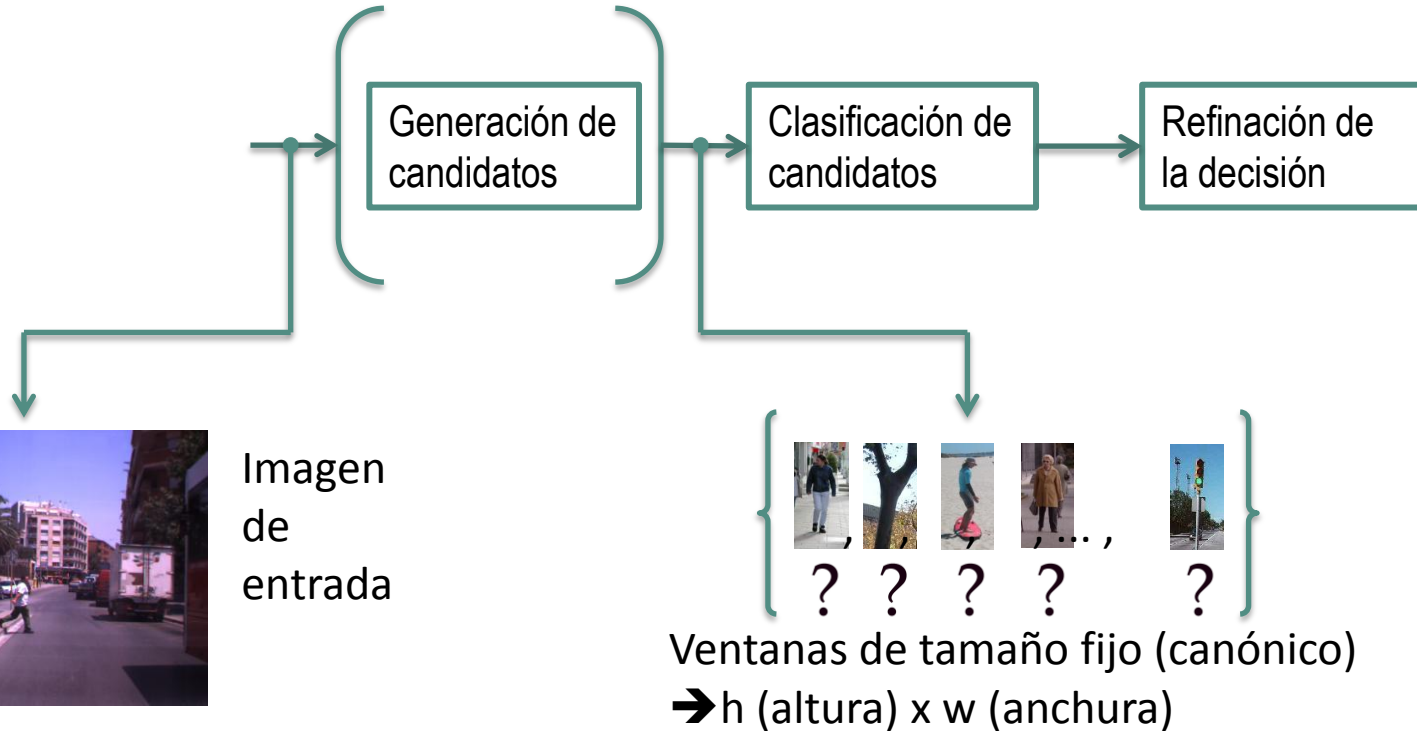 Generación de
candidatos
Clasificación de
candidatos
Refinación de
la decisión
Imagen
de
entrada
, , , , ... ,
? ? ? ? ?
Ventanas de tamaño fijo (canónico)
➔h (altura) x w (anchura)